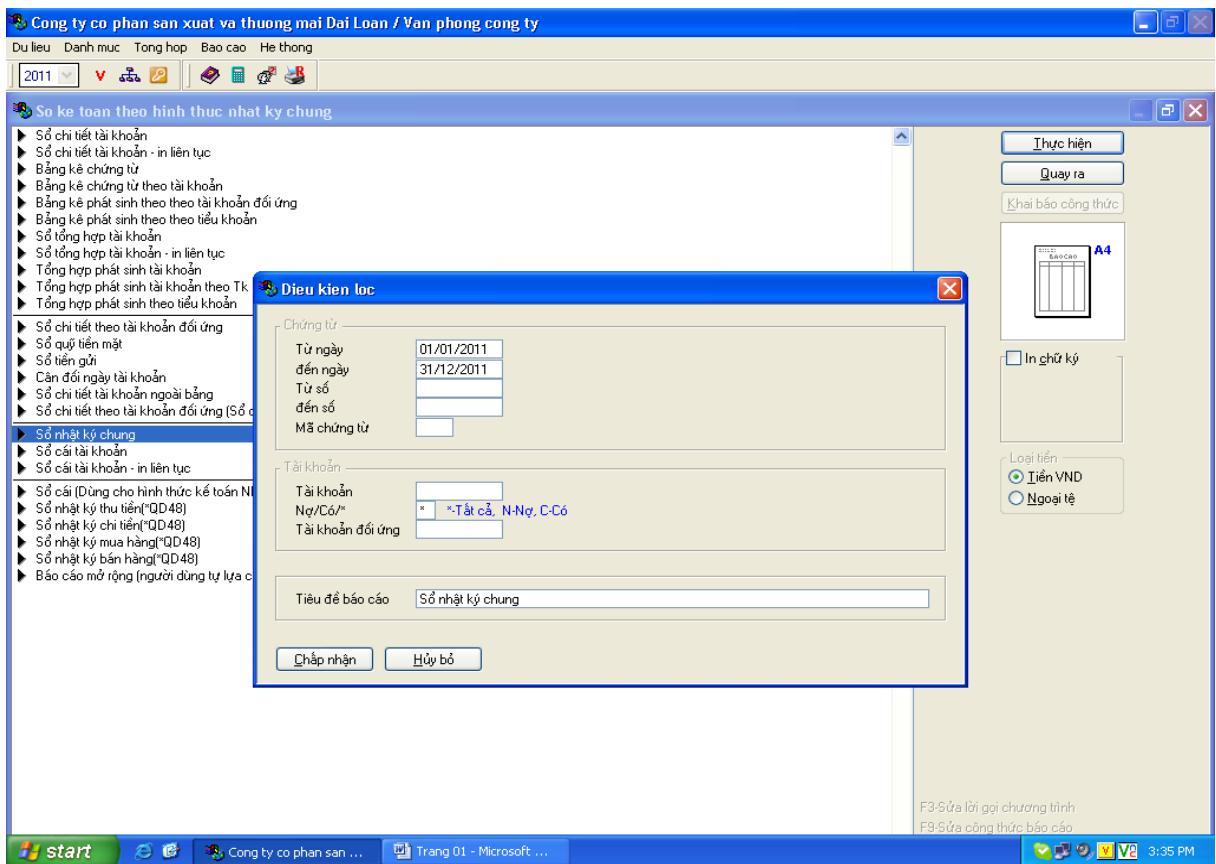 Cong ty co phan san xuat va thuong mai Dai Loan / Van phong cong ty
Du lieu Danh muc Tong hop Bao cao He thong
2011 V
So ke toan theo hinh thuc nhat ky chung
Sổ chi tiết tài khoản
Sổ chi tiết tài khoản - in liên tục
Bảng kê chứng từ
Bảng kê chứng từ theo tài khoản
Bảng kê phát sinh theo theo tài khoản đối ứng
Bảng kê phát sinh theo theo tiểu khoản
Sổ tổng hợp tài khoản
Sổ tổng hợp tài khoản - in liên tục
Tổng hợp phát sinh tài khoản
Tổng hợp phát sinh tài khoản theo Tk
Tổng hợp phát sinh theo tiểu khoản
Sổ chi tiết theo tài khoản đối ứng
Sổ quỹ tiền mặt
Sổ tiền gửi
Cân đối ngày tài khoản
Sổ chi tiết tài khoản ngoài bảng
Sổ chi tiết theo tài khoản đối ứng (Sổ c
Sổ nhật ký chung
Sổ cái tài khoản
Sổ cái tài khoản - in liên tục
Sổ cái (Dùng cho hình thức kế toán N
Sổ nhật ký thu tiền(*QD48)
Sổ nhật ký chi tiền(*QD48)
Sổ nhật ký mua hàng(*QD48)
Sổ nhật ký bán hàng(*QD48)
Báo cáo mở rộng (người dùng tự lựa c
Dieu kien loc
Chứng từ
Từ ngày 01/01/2011
đến ngày 31/12/2011
Từ số
đến số
Mã chứng từ
Tài khoản
Tài khoản
Nợ/Có/* * *-Tất cả, N-Nợ, C-Có
Tài khoản đối ứng
Tiêu đề báo cáo Sổ nhật ký chung
Chấp nhận Hủy bỏ
Thực hiện
Quay ra
Khai báo công thức
BAOCAO A4
In chữ ký
Loại tiền
Tiền VND
Ngoại tệ
F3-Sửa lời gọi chương trình
F9-Sửa công thức báo cáo
start Cong ty co phan san ... Trang 01 - Microsoft ... V 3:35 PM